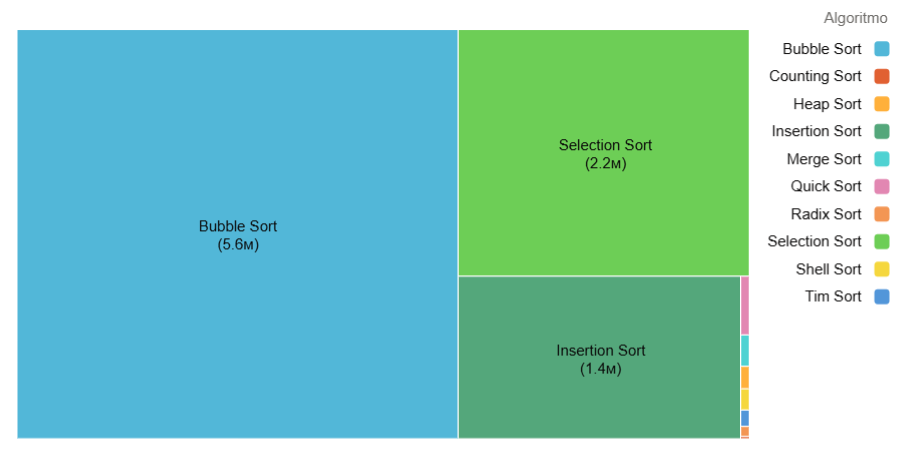 Algoritmo
Bubble Sort
Counting Sort
Heap Sort
Insertion Sort
Merge Sort
Quick Sort
Radix Sort
Selection Sort
Shell Sort
Tim Sort
Bubble Sort
(5.6м)
Selection Sort
(2.2м)
Insertion Sort
(1.4м)